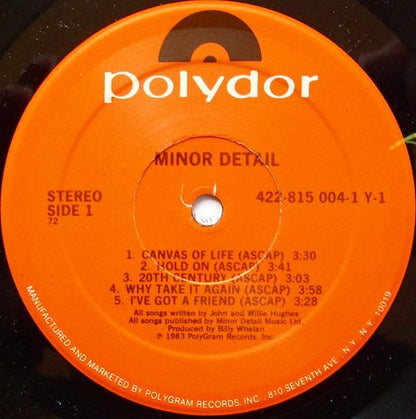 polydor
MINOR DETAIL
STEREO
SIDE 1
72
422-815 004-1 Y-1
1. CANVAS OF LIFE (ASCAP) 3:30
2. HOLD ON (ASCAP) 3:41
3. 20TH CENTURY (ASCAP) 3:03
4. WHY TAKE IT AGAIN (ASCAP) 3:58
5. I'VE GOT A FRIEND (ASCAP) 3:28
All songs written by John and Willie Hughes
All songs published by Minor Detail Music Ltd.
Produced by Billy Whelan
℗ 1983 PolyGram Records, Inc.
MANUFACTURED AND MARKETED BY POLYGRAM RECORDS, INC. · 810 SEVENTH AVE · N.Y., N.Y. 10019